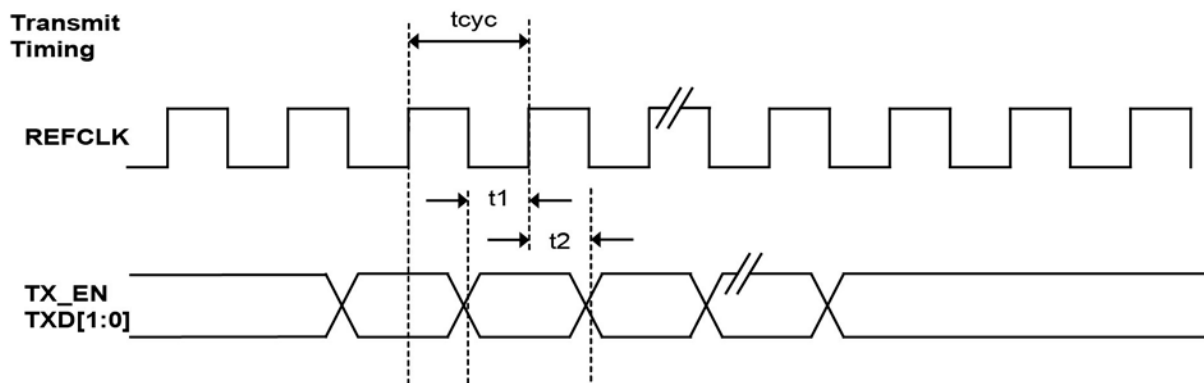 Transmit
Timing
tcyc
REFCLK
t1
t2
TX_EN
TXD[1:0]